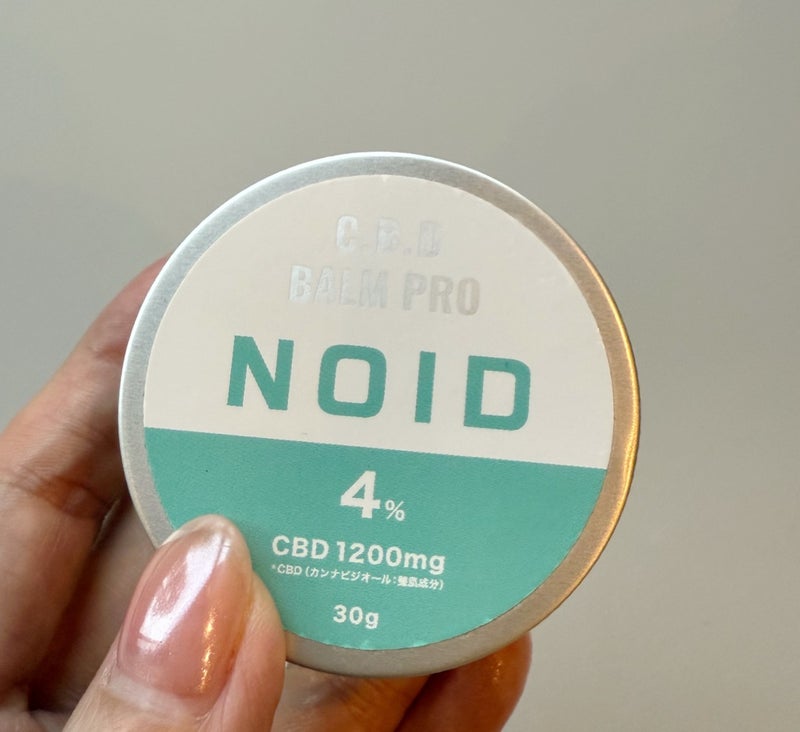 C.B.D
BALM PRO
NOID
4%
CBD 1200mg
*CBD (カンナビジオール:整肌成分)
30g